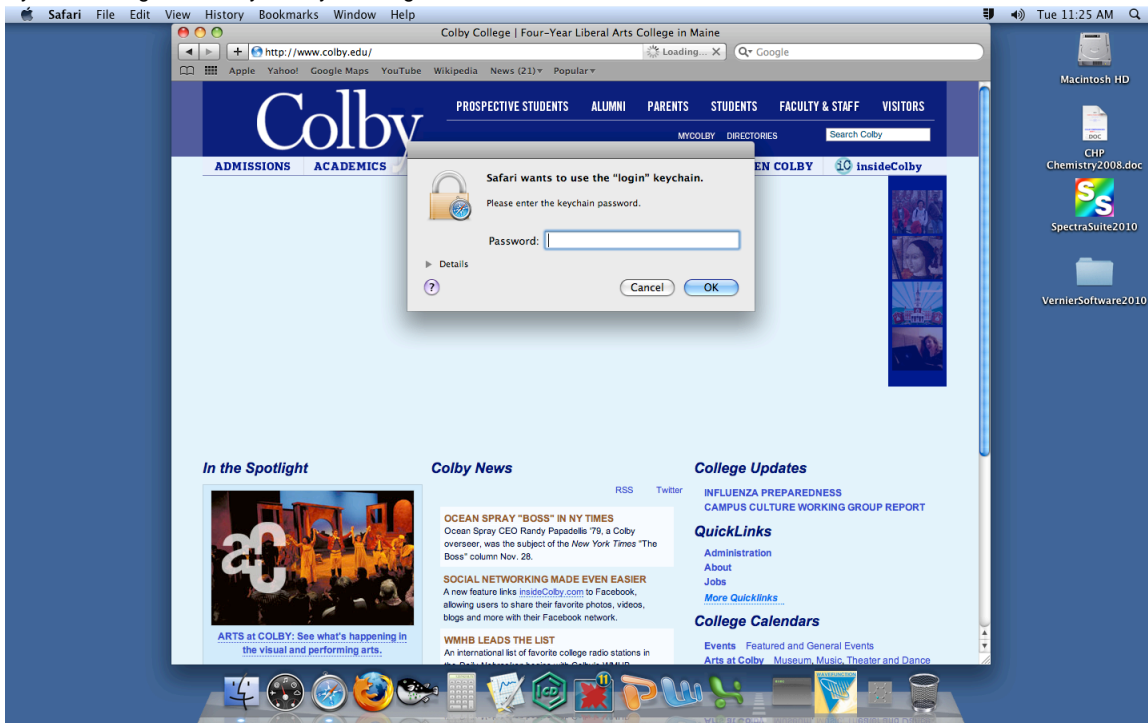 Safari File Edit View History Bookmarks Window Help Tue 11:25 AM
Colby College | Four-Year Liberal Arts College in Maine
http://www.colby.edu/ Loading... Google
Apple Yahoo! Google Maps YouTube Wikipedia News (21) Popular
Macintosh HD
DOC
CHP
Chemistry2008.doc
SS
SpectraSuite2010
VernierSoftware2010
Colby
PROSPECTIVE STUDENTS ALUMNI PARENTS STUDENTS FACULTY & STAFF VISITORS
MYCOLBY DIRECTORIES Search Colby
ADMISSIONS ACADEMICS EN COLBY iC insideColby
Safari wants to use the "login" keychain.
Please enter the keychain password.
Password:
Details
? Cancel OK
In the Spotlight
aC
ARTS at COLBY: See what's happening in
the visual and performing arts.
Colby News
RSS Twitter
OCEAN SPRAY "BOSS" IN NY TIMES
Ocean Spray CEO Randy Papadellis '79, a Colby
overseer, was the subject of the New York Times "The
Boss" column Nov. 28.
SOCIAL NETWORKING MADE EVEN EASIER
A new feature links insideColby.com to Facebook,
allowing users to share their favorite photos, videos,
blogs and more with their Facebook network.
WMHB LEADS THE LIST
An international list of favorite college radio stations in
College Updates
INFLUENZA PREPAREDNESS
CAMPUS CULTURE WORKING GROUP REPORT
QuickLinks
Administration
About
Jobs
More Quicklinks
College Calendars
Events Featured and General Events
Arts at Colby Museum, Music, Theater and Dance
iCD 11